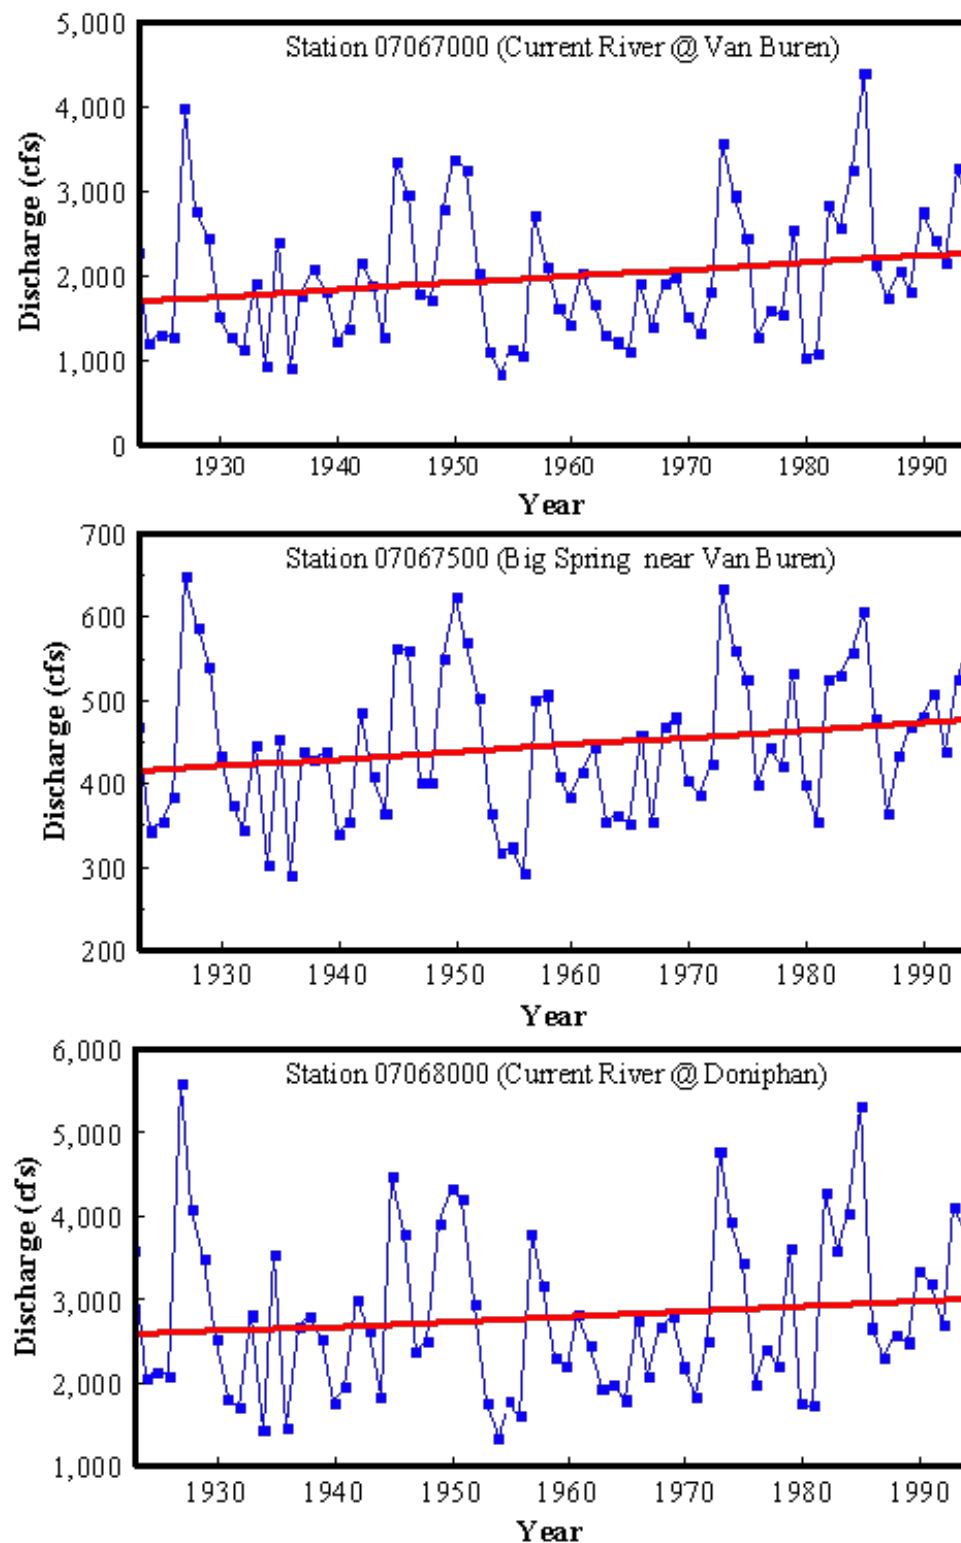 5,000
Station 07067000 (Current River @ Van Buren)
4,000
3,000
2,000
1,000
0
Discharge (cfs)
1930 1940 1950 1960 1970 1980 1990
Year
700
Station 07067500 (Big Spring near Van Buren)
600
500
400
300
200
Discharge (cfs)
1930 1940 1950 1960 1970 1980 1990
Year
6,000
Station 07068000 (Current River @ Doniphan)
5,000
4,000
3,000
2,000
1,000
Discharge (cfs)
1930 1940 1950 1960 1970 1980 1990
Year